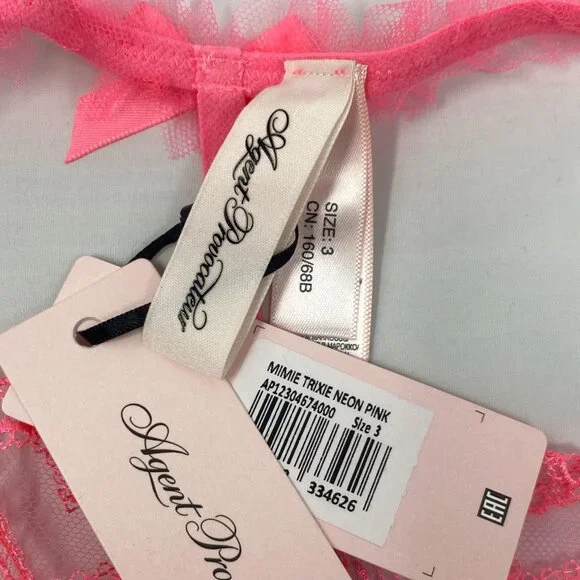 Agent Provocateur
SIZE: 3
CN: 160/68B
MIMIE TRIXIE NEON PINK
AP12304674000
Size 3
334626
EAC
Agent Pro